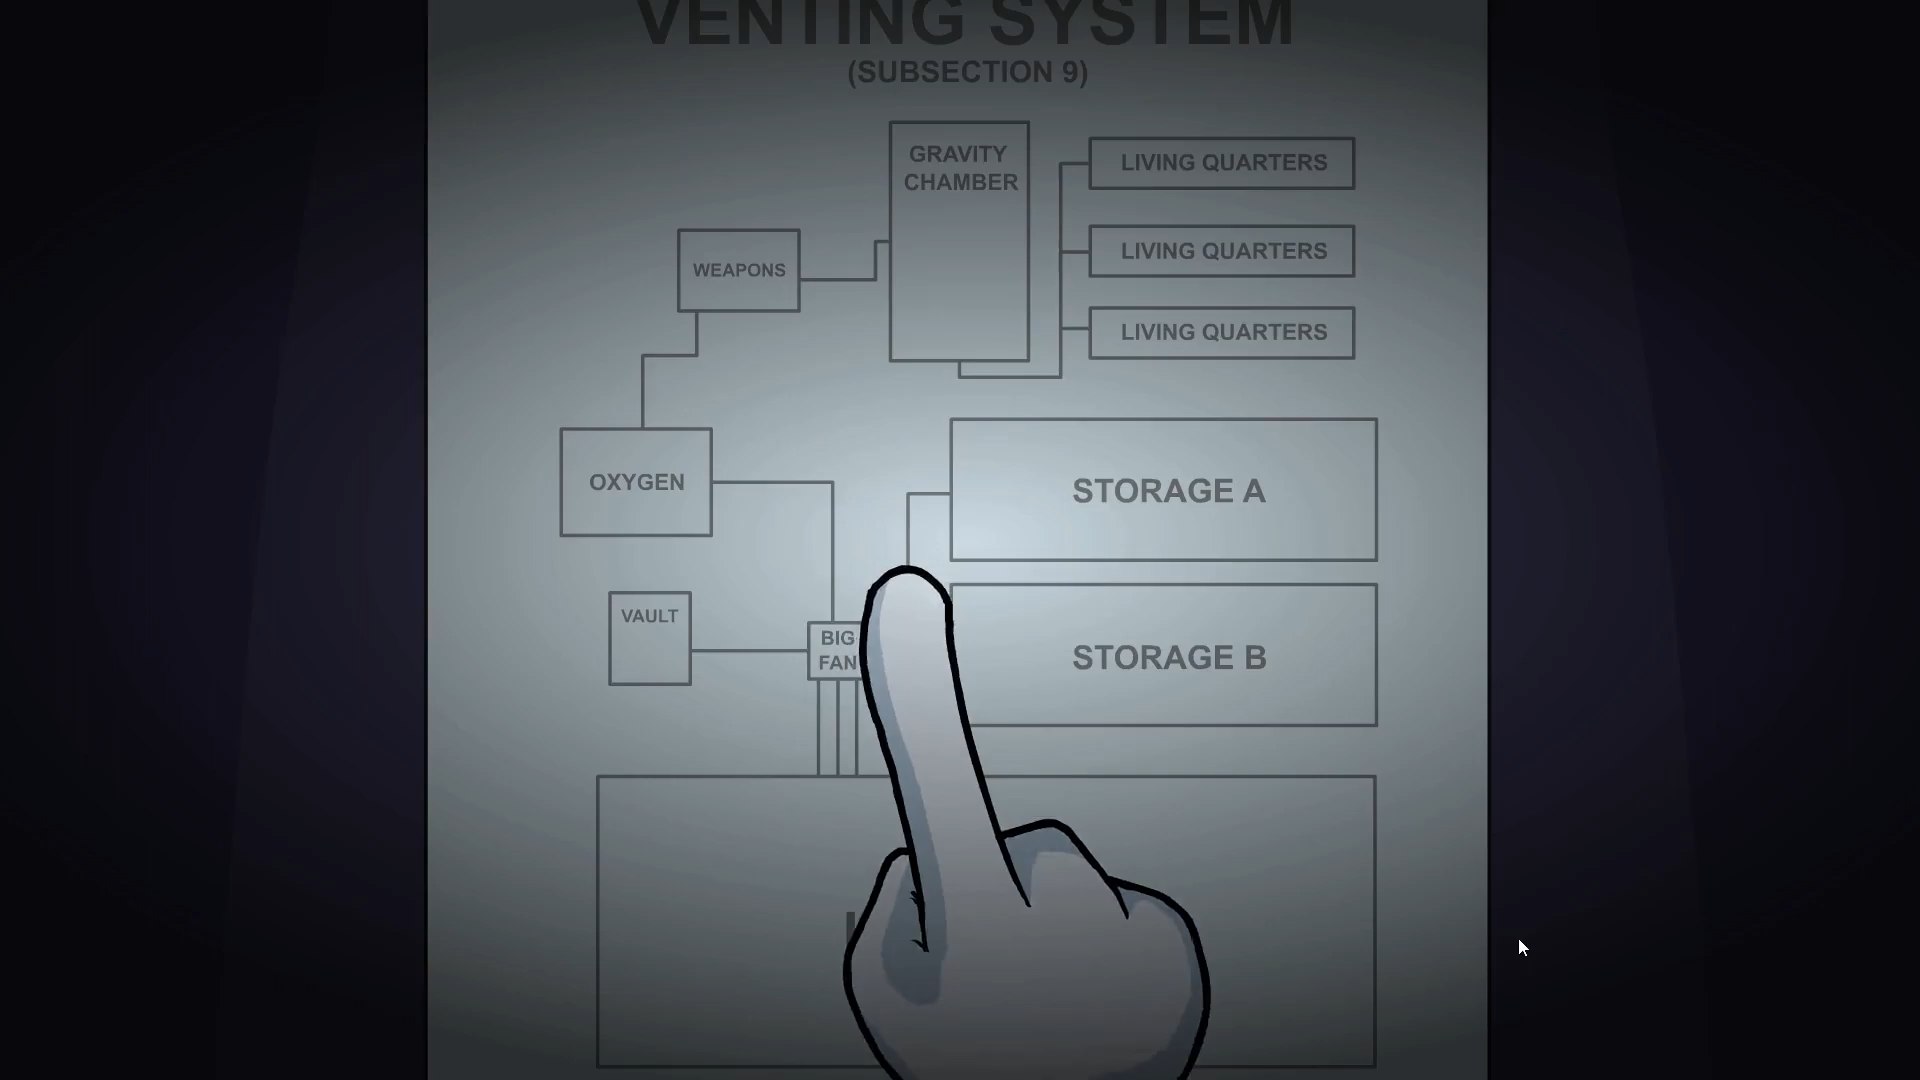 VENTING SYSTEM
(SUBSECTION 9)
GRAVITY
CHAMBER
LIVING QUARTERS
WEAPONS
LIVING QUARTERS
LIVING QUARTERS
OXYGEN
STORAGE A
VAULT
BIG
FAN
STORAGE B